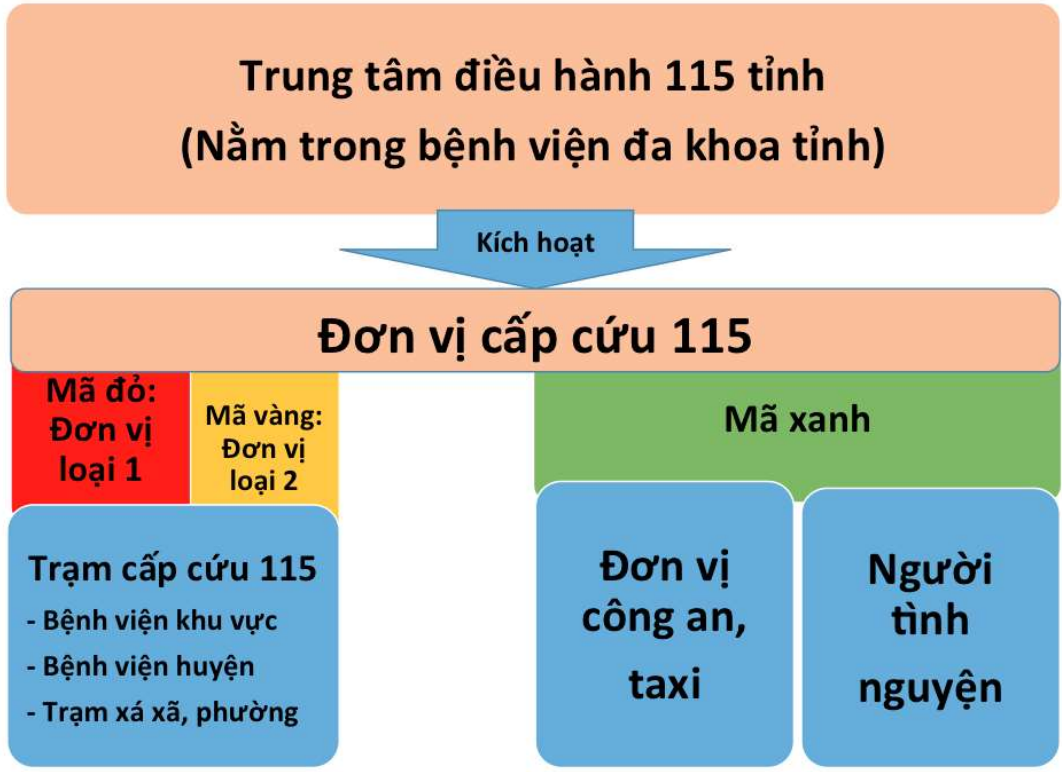 Trung tâm điều hành 115 tỉnh
(Nằm trong bệnh viện đa khoa tỉnh)
Kích hoạt
Đơn vị cấp cứu 115
Mã đỏ:
Đơn vị
loại 1
Mã vàng:
Đơn vị
loại 2
Mã xanh
Trạm cấp cứu 115
- Bệnh viện khu vực
- Bệnh viện huyện
- Trạm xá xã, phường
Đơn vị
công an,
taxi
Người
tình
nguyện